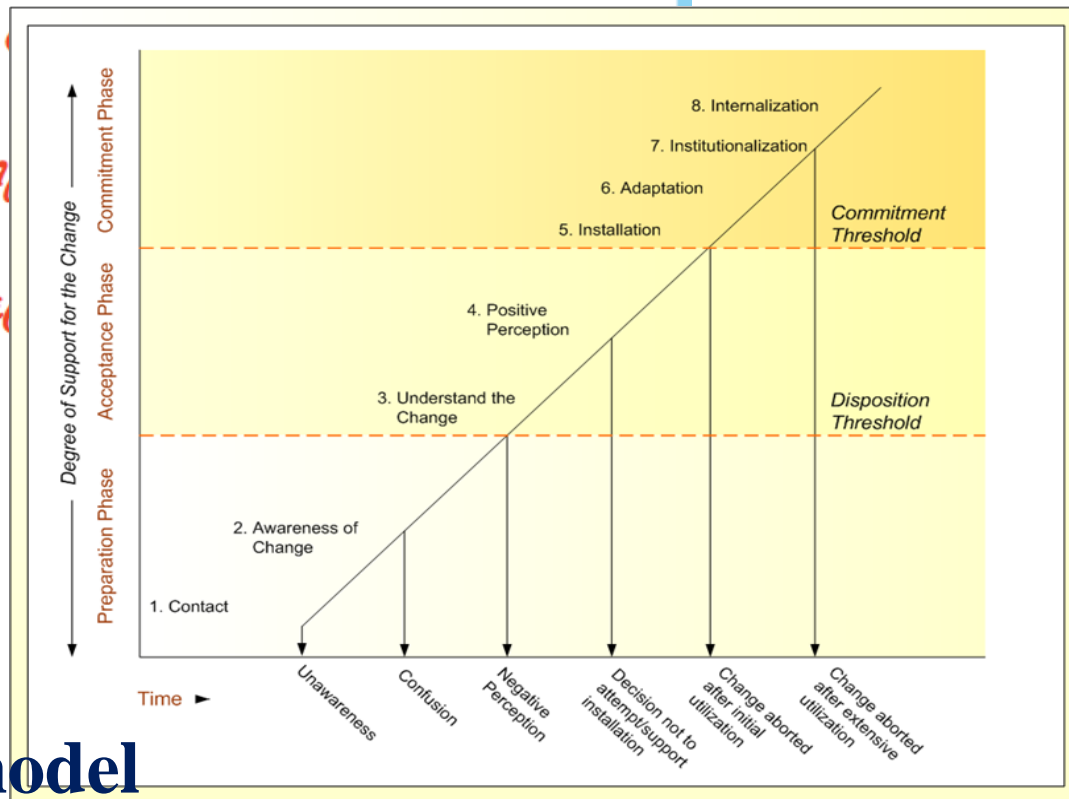 Commitment Phase
Acceptance Phase
Preparation Phase
Degree of Support for the Change
8. Internalization
7. Institutionalization
6. Adaptation
5. Installation
Commitment
Threshold
4. Positive
Perception
3. Understand the
Change
Disposition
Threshold
2. Awareness of
Change
1. Contact
Time
Unawareness
Confusion
Negative
Perception
Decision not to
attempt/support
installation
Change aborted
after initial
utilization
Change aborted
after extensive
utilization